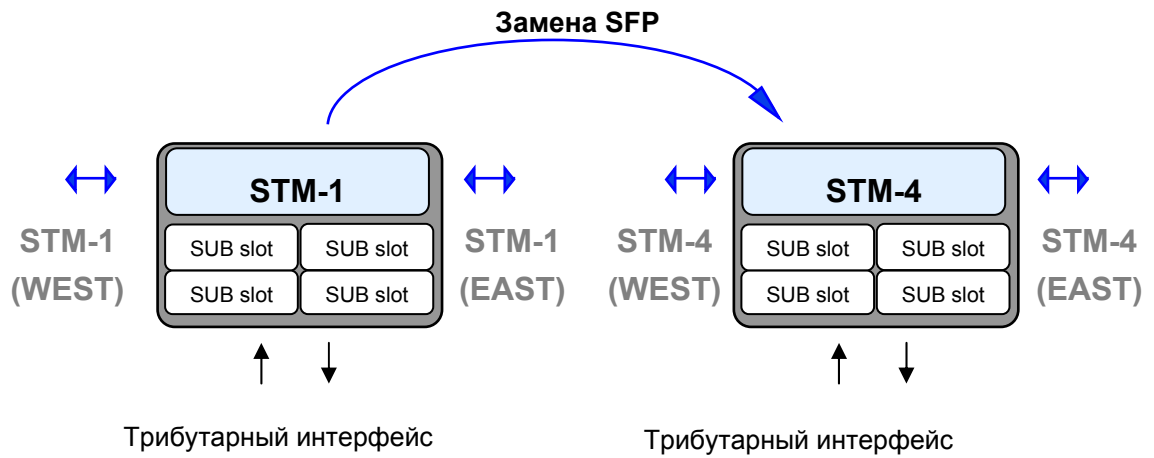 Замена SFP
STM-1
STM-4
STM-1
(WEST)
SUB slot SUB slot
SUB slot SUB slot
STM-1
(EAST)
STM-4
(WEST)
SUB slot SUB slot
SUB slot SUB slot
STM-4
(EAST)
Трибутарный интерфейс
Трибутарный интерфейс